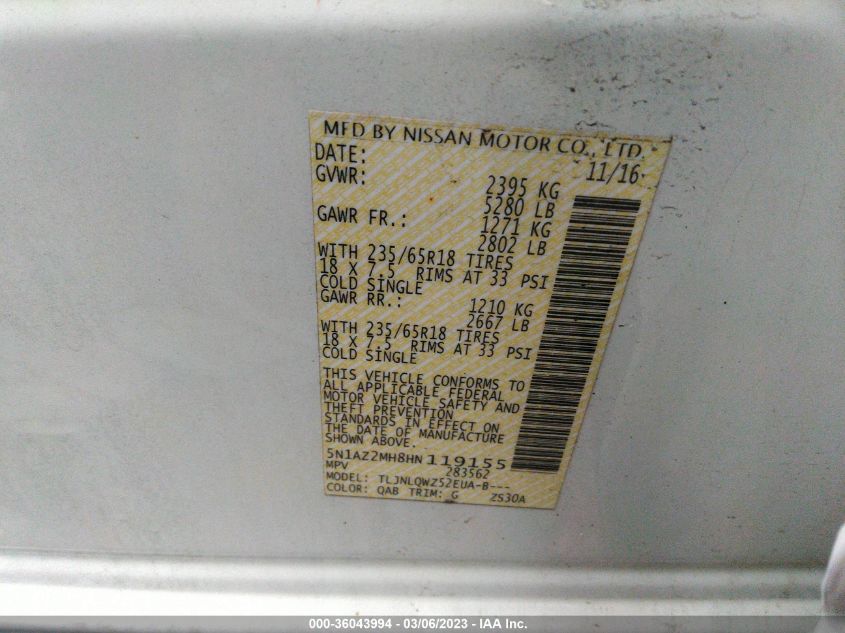 MFD BY NISSAN MOTOR CO., LTD.
DATE: 11/16
GVWR: 2395 KG
5280 LB
GAWR FR.: 1271 KG
2802 LB
WITH 235/65R18 TIRES
18 X 7.5 RIMS AT 33 PSI
COLD SINGLE
GAWR RR.: 1210 KG
2667 LB
WITH 235/65R18 TIRES
18 X 7.5 RIMS AT 33 PSI
COLD SINGLE
THIS VEHICLE CONFORMS TO
ALL APPLICABLE FEDERAL
MOTOR VEHICLE SAFETY AND
THEFT PREVENTION
STANDARDS IN EFFECT ON
THE DATE OF MANUFACTURE
SHOWN ABOVE.
5N1AZ2MH8HN119155
MPV 283562
MODEL: TLJNLQWZ52EUA-B---
COLOR: QAB TRIM: G ZS30A
000-36043994 - 03/06/2023 - IAA Inc.